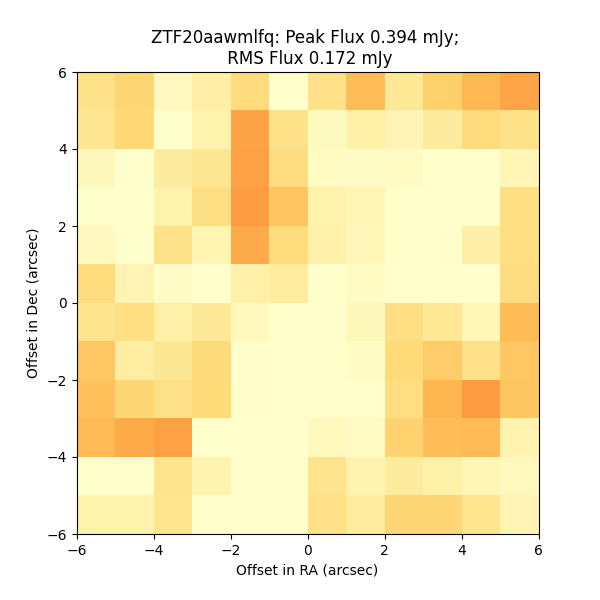 ZTF20aawmlfq: Peak Flux 0.394 mJy;
RMS Flux 0.172 mJy
6
4
2
0
−2
−4
−6
Offset in Dec (arcsec)
−6 −4 −2 0 2 4 6
Offset in RA (arcsec)